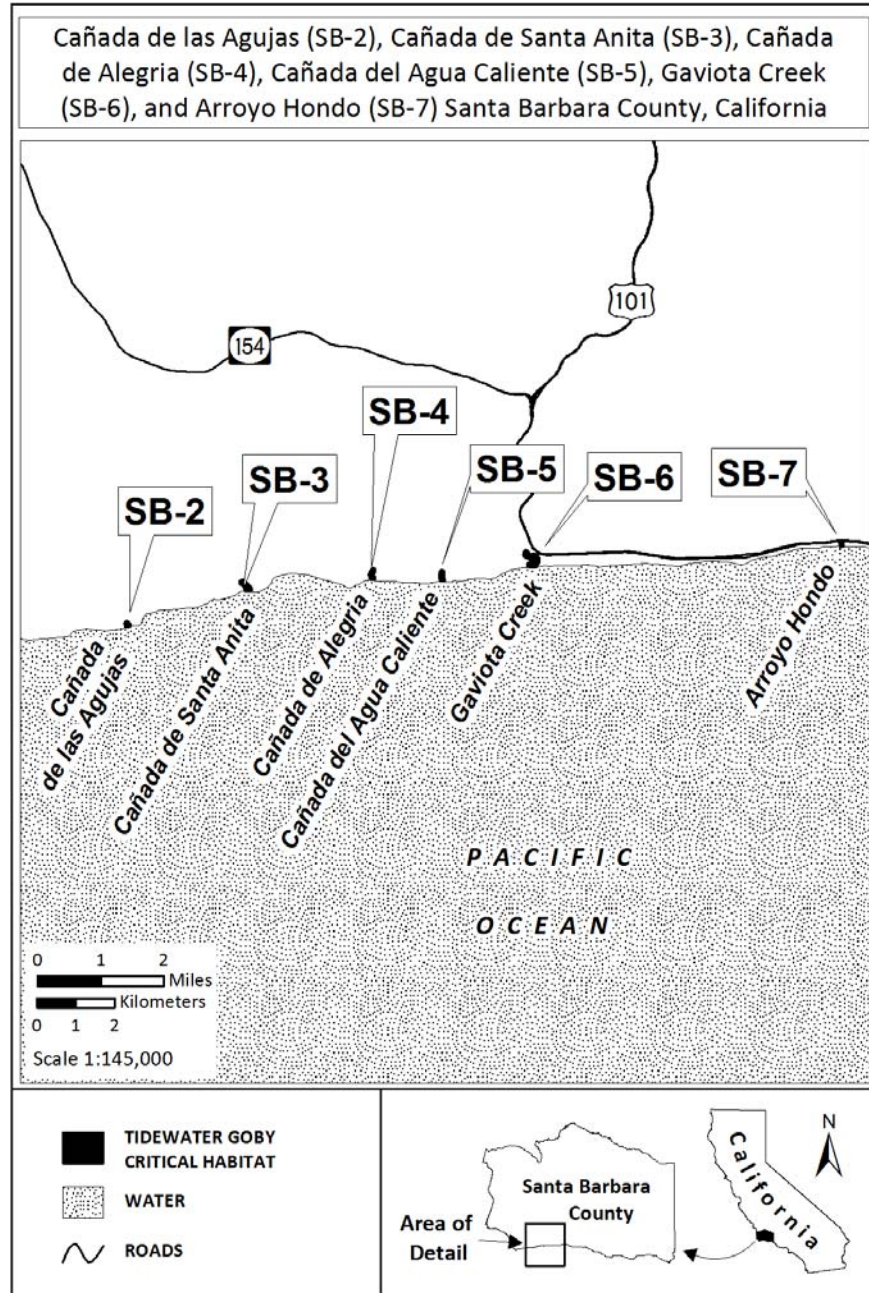 Cañada de las Agujas (SB-2), Cañada de Santa Anita (SB-3), Cañada
de Alegria (SB-4), Cañada del Agua Caliente (SB-5), Gaviota Creek
(SB-6), and Arroyo Hondo (SB-7) Santa Barbara County, California
101
154
SB-4
SB-5
SB-6
SB-7
SB-3
SB-2
Cañada
de las Agujas
Cañada de Santa Anita
Cañada de Alegria
Cañada del Agua Caliente
Gaviota Creek
Arroyo Hondo
PACIFIC
OCEAN
0 1 2
Miles
Kilometers
0 1 2
Scale 1:145,000
TIDEWATER GOBY
CRITICAL HABITAT
WATER
ROADS
Santa Barbara
County
Area of
Detail
California
N